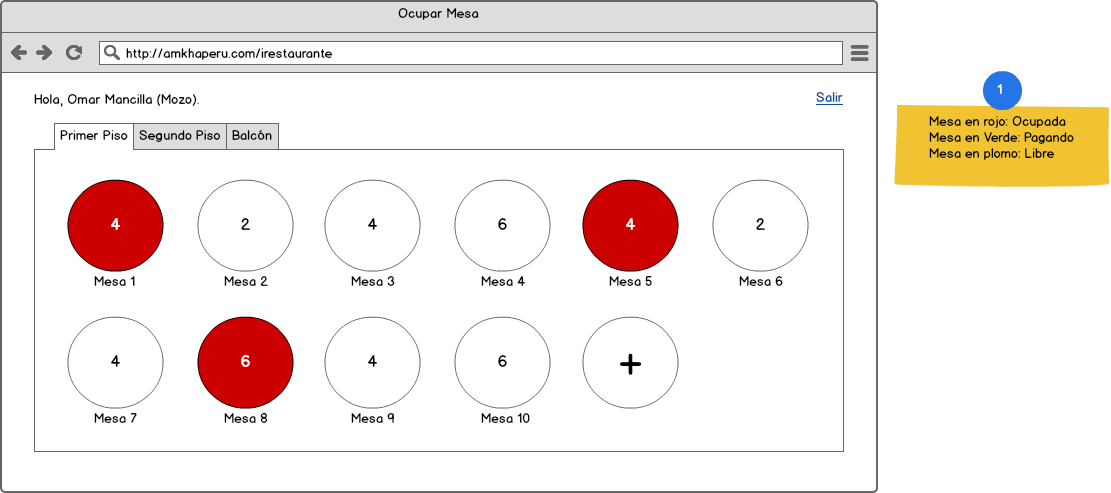 Ocupar Mesa
http://amkhaperu.com/irestaurante
Hola, Omar Mancilla (Mozo).
Salir
Primer Piso Segundo Piso Balcón
4 2 4 6 4 2
Mesa 1 Mesa 2 Mesa 3 Mesa 4 Mesa 5 Mesa 6
4 6 4 6 +
Mesa 7 Mesa 8 Mesa 9 Mesa 10
1
Mesa en rojo: Ocupada
Mesa en Verde: Pagando
Mesa en plomo: Libre